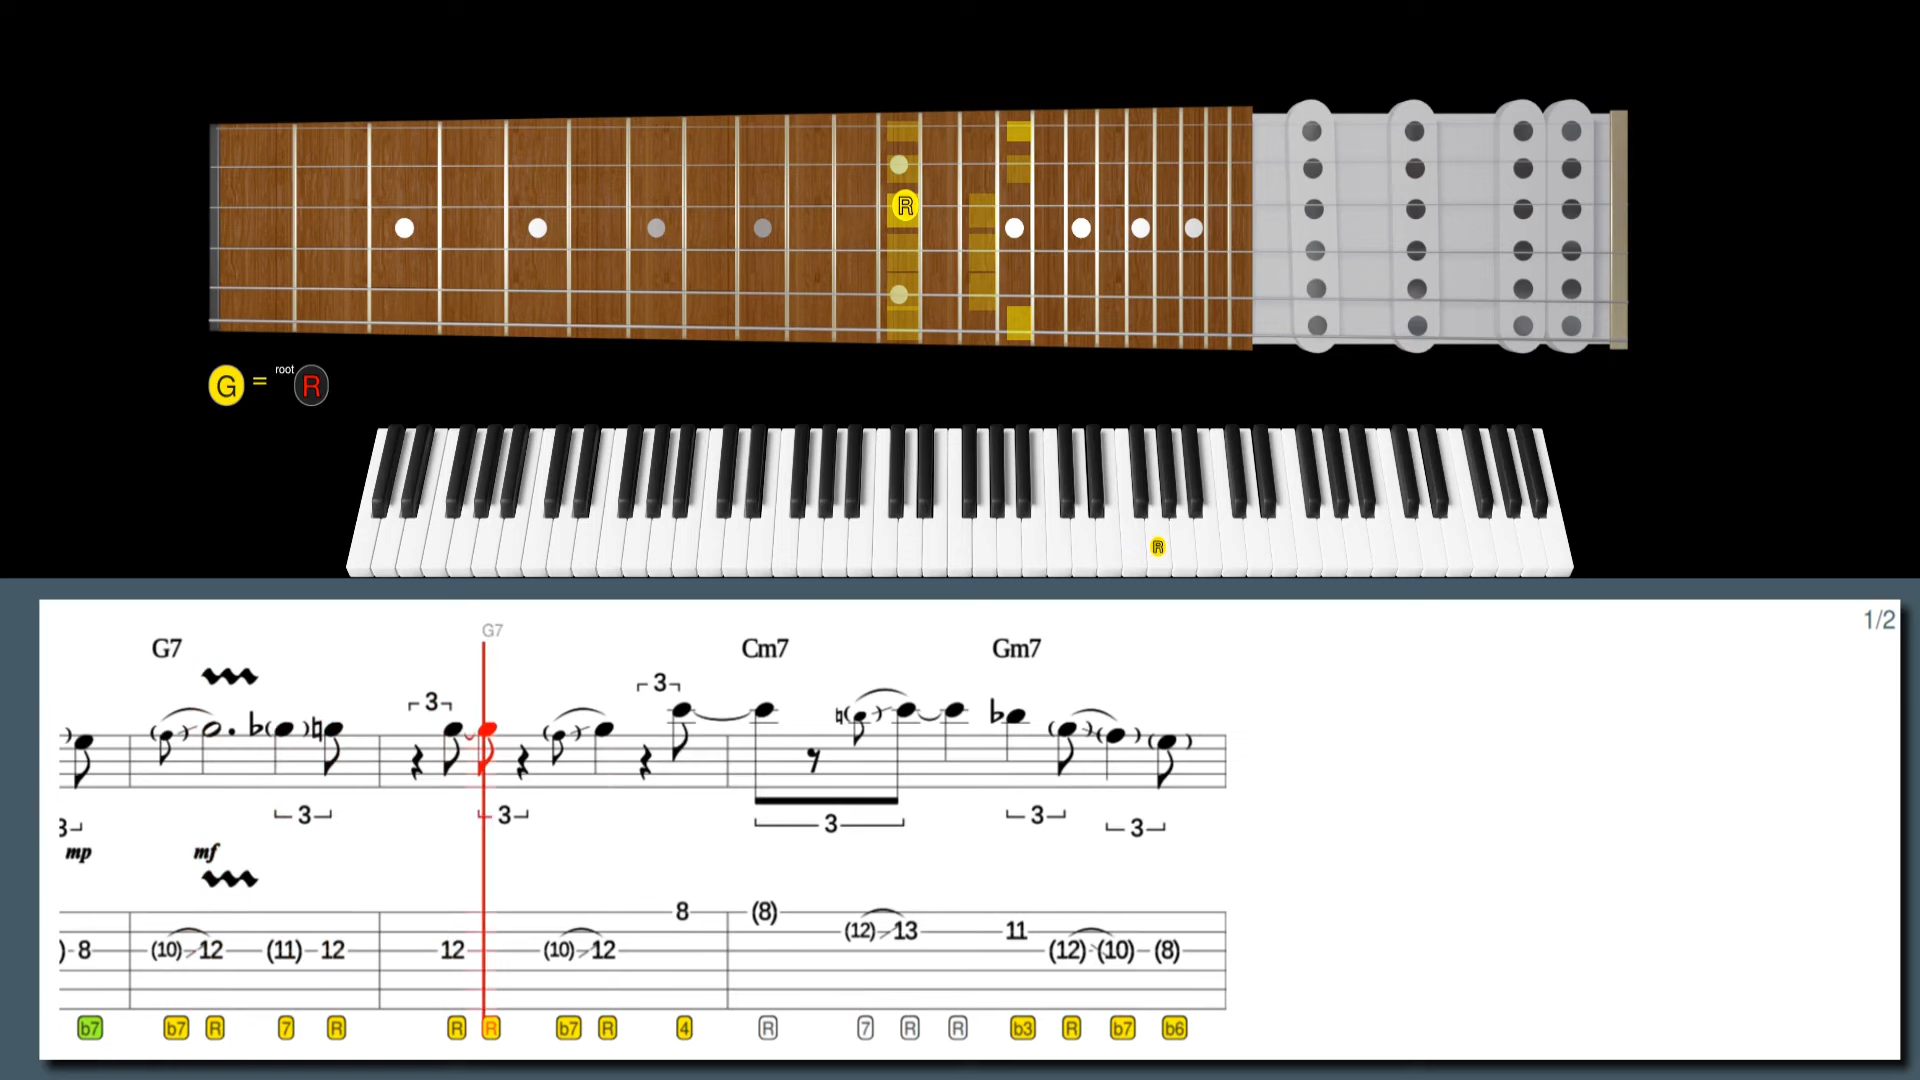 R
G = root R
R
1/2
G7
G7 Cm7 Gm7
3 3
3 3 3 3 3
3
mp mf
8 (8)
(12) 13 11
) 8 (10) 12 (11) 12 12 (10) 12 (12) (10) (8)
b7 b7 R 7 R R R b7 R 4 R 7 R R b3 R b7 b6